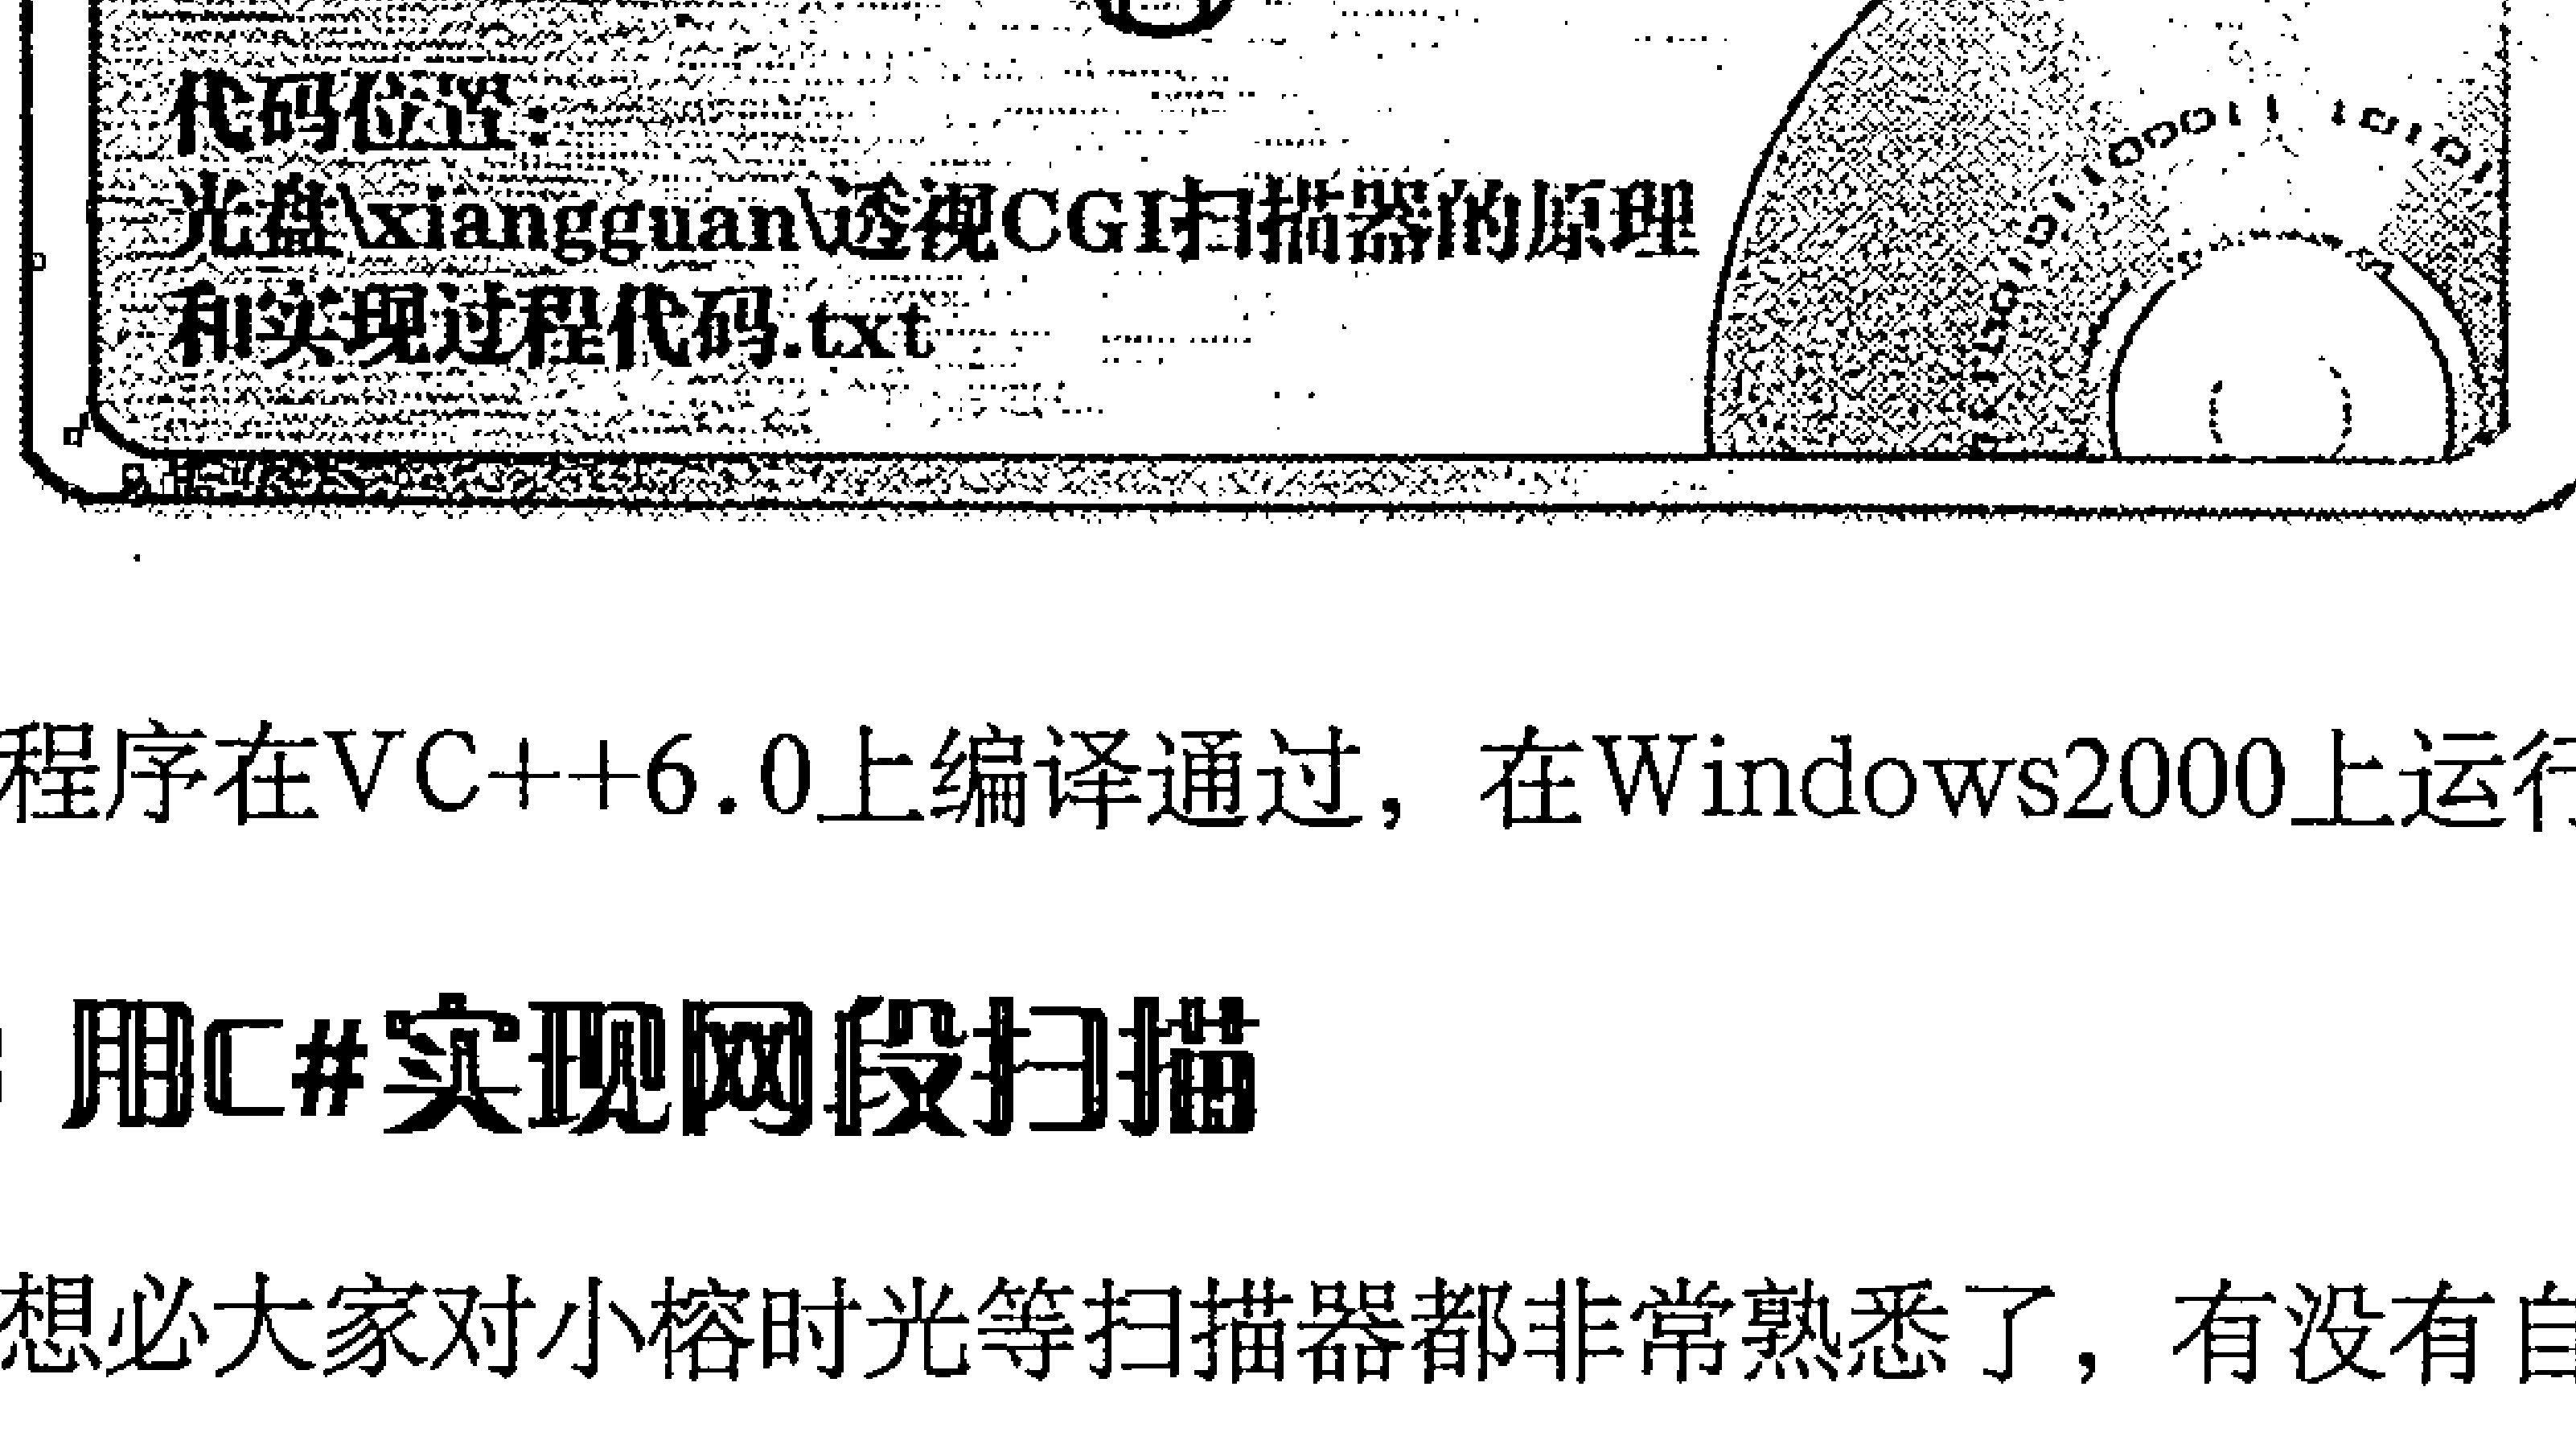 代码位置：
光盘\xiangguan\透视CGI扫描器的原理
和实现过程代码.txt
程序在VC++6.0上编译通过，在Windows2000上运行
用C#实现网段扫描
想必大家对小榕时光等扫描器都非常熟悉了，有没有自